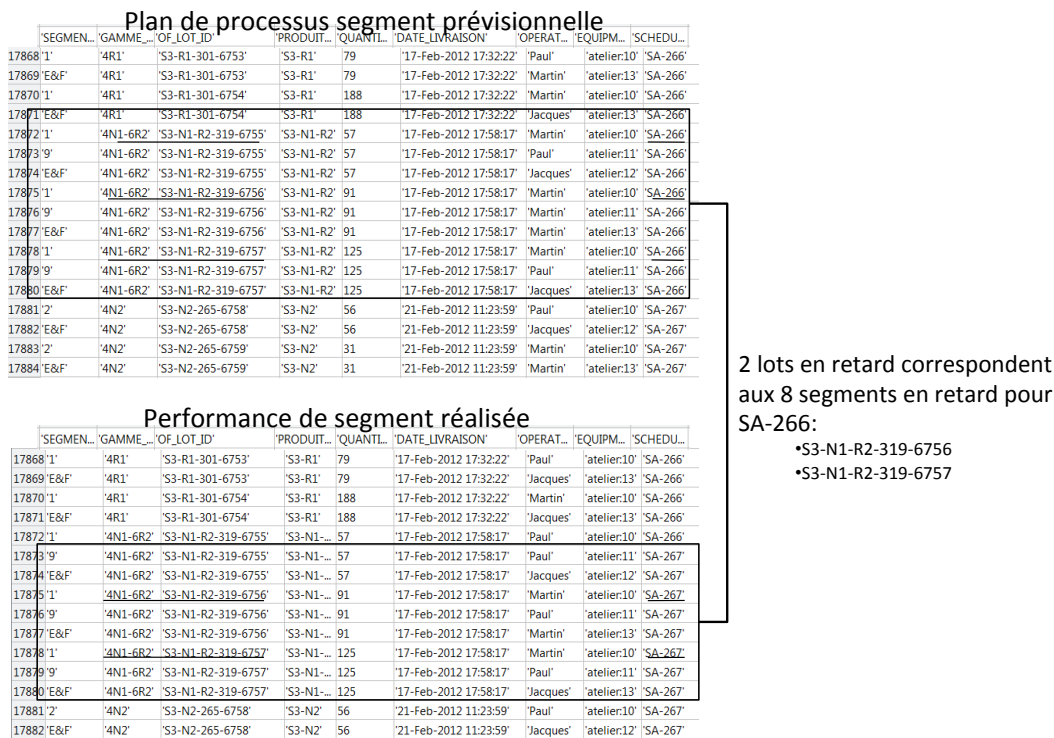 Plan de processus segment prévisionnelle
'SEGMEN... 'GAMME_... 'OF_LOT_ID' 'PRODUIT... 'QUANTI... 'DATE_LIVRAISON' 'OPERAT... 'EQUIPM... 'SCHEDU...
17868 '1' '4R1' 'S3-R1-301-6753' 'S3-R1' 79 '17-Feb-2012 17:32:22' 'Paul' 'atelier:10' 'SA-266'
17869 'E&F' '4R1' 'S3-R1-301-6753' 'S3-R1' 79 '17-Feb-2012 17:32:22' 'Martin' 'atelier:13' 'SA-266'
17870 '1' '4R1' 'S3-R1-301-6754' 'S3-R1' 188 '17-Feb-2012 17:32:22' 'Martin' 'atelier:10' 'SA-266'
17871 'E&F' '4R1' 'S3-R1-301-6754' 'S3-R1' 188 '17-Feb-2012 17:32:22' 'Jacques' 'atelier:13' 'SA-266'
17872 '1' '4N1-6R2' 'S3-N1-R2-319-6755' 'S3-N1-R2' 57 '17-Feb-2012 17:58:17' 'Martin' 'atelier:10' 'SA-266'
17873 '9' '4N1-6R2' 'S3-N1-R2-319-6755' 'S3-N1-R2' 57 '17-Feb-2012 17:58:17' 'Paul' 'atelier:11' 'SA-266'
17874 'E&F' '4N1-6R2' 'S3-N1-R2-319-6755' 'S3-N1-R2' 57 '17-Feb-2012 17:58:17' 'Jacques' 'atelier:12' 'SA-266'
17875 '1' '4N1-6R2' 'S3-N1-R2-319-6756' 'S3-N1-R2' 91 '17-Feb-2012 17:58:17' 'Martin' 'atelier:10' 'SA-266'
17876 '9' '4N1-6R2' 'S3-N1-R2-319-6756' 'S3-N1-R2' 91 '17-Feb-2012 17:58:17' 'Martin' 'atelier:11' 'SA-266'
17877 'E&F' '4N1-6R2' 'S3-N1-R2-319-6756' 'S3-N1-R2' 91 '17-Feb-2012 17:58:17' 'Martin' 'atelier:13' 'SA-266'
17878 '1' '4N1-6R2' 'S3-N1-R2-319-6757' 'S3-N1-R2' 125 '17-Feb-2012 17:58:17' 'Martin' 'atelier:10' 'SA-266'
17879 '9' '4N1-6R2' 'S3-N1-R2-319-6757' 'S3-N1-R2' 125 '17-Feb-2012 17:58:17' 'Paul' 'atelier:11' 'SA-266'
17880 'E&F' '4N1-6R2' 'S3-N1-R2-319-6757' 'S3-N1-R2' 125 '17-Feb-2012 17:58:17' 'Jacques' 'atelier:13' 'SA-266'
17881 '2' '4N2' 'S3-N2-265-6758' 'S3-N2' 56 '21-Feb-2012 11:23:59' 'Paul' 'atelier:10' 'SA-267'
17882 'E&F' '4N2' 'S3-N2-265-6758' 'S3-N2' 56 '21-Feb-2012 11:23:59' 'Jacques' 'atelier:12' 'SA-267'
17883 '2' '4N2' 'S3-N2-265-6759' 'S3-N2' 31 '21-Feb-2012 11:23:59' 'Martin' 'atelier:10' 'SA-267'
17884 'E&F' '4N2' 'S3-N2-265-6759' 'S3-N2' 31 '21-Feb-2012 11:23:59' 'Martin' 'atelier:13' 'SA-267'
2 lots en retard correspondent
aux 8 segments en retard pour
SA-266:
•S3-N1-R2-319-6756
•S3-N1-R2-319-6757
Performance de segment réalisée
'SEGMEN... 'GAMME_... 'OF_LOT_ID' 'PRODUIT... 'QUANTI... 'DATE_LIVRAISON' 'OPERAT... 'EQUIPM... 'SCHEDU...
17868 '1' '4R1' 'S3-R1-301-6753' 'S3-R1' 79 '17-Feb-2012 17:32:22' 'Paul' 'atelier:10' 'SA-266'
17869 'E&F' '4R1' 'S3-R1-301-6753' 'S3-R1' 79 '17-Feb-2012 17:32:22' 'Jacques' 'atelier:13' 'SA-266'
17870 '1' '4R1' 'S3-R1-301-6754' 'S3-R1' 188 '17-Feb-2012 17:32:22' 'Martin' 'atelier:10' 'SA-266'
17871 'E&F' '4R1' 'S3-R1-301-6754' 'S3-R1' 188 '17-Feb-2012 17:32:22' 'Jacques' 'atelier:13' 'SA-266'
17872 '1' '4N1-6R2' 'S3-N1-R2-319-6755' 'S3-N1-... 57 '17-Feb-2012 17:58:17' 'Paul' 'atelier:10' 'SA-266'
17873 '9' '4N1-6R2' 'S3-N1-R2-319-6755' 'S3-N1-... 57 '17-Feb-2012 17:58:17' 'Paul' 'atelier:11' 'SA-267'
17874 'E&F' '4N1-6R2' 'S3-N1-R2-319-6755' 'S3-N1-... 57 '17-Feb-2012 17:58:17' 'Jacques' 'atelier:12' 'SA-267'
17875 '1' '4N1-6R2' 'S3-N1-R2-319-6756' 'S3-N1-... 91 '17-Feb-2012 17:58:17' 'Martin' 'atelier:10' 'SA-267'
17876 '9' '4N1-6R2' 'S3-N1-R2-319-6756' 'S3-N1-... 91 '17-Feb-2012 17:58:17' 'Paul' 'atelier:11' 'SA-267'
17877 'E&F' '4N1-6R2' 'S3-N1-R2-319-6756' 'S3-N1-... 91 '17-Feb-2012 17:58:17' 'Martin' 'atelier:13' 'SA-267'
17878 '1' '4N1-6R2' 'S3-N1-R2-319-6757' 'S3-N1-... 125 '17-Feb-2012 17:58:17' 'Martin' 'atelier:10' 'SA-267'
17879 '9' '4N1-6R2' 'S3-N1-R2-319-6757' 'S3-N1-... 125 '17-Feb-2012 17:58:17' 'Paul' 'atelier:11' 'SA-267'
17880 'E&F' '4N1-6R2' 'S3-N1-R2-319-6757' 'S3-N1-... 125 '17-Feb-2012 17:58:17' 'Jacques' 'atelier:13' 'SA-267'
17881 '2' '4N2' 'S3-N2-265-6758' 'S3-N2' 56 '21-Feb-2012 11:23:59' 'Paul' 'atelier:10' 'SA-267'
17882 'E&F' '4N2' 'S3-N2-265-6758' 'S3-N2' 56 '21-Feb-2012 11:23:59' 'Jacques' 'atelier:12' 'SA-267'